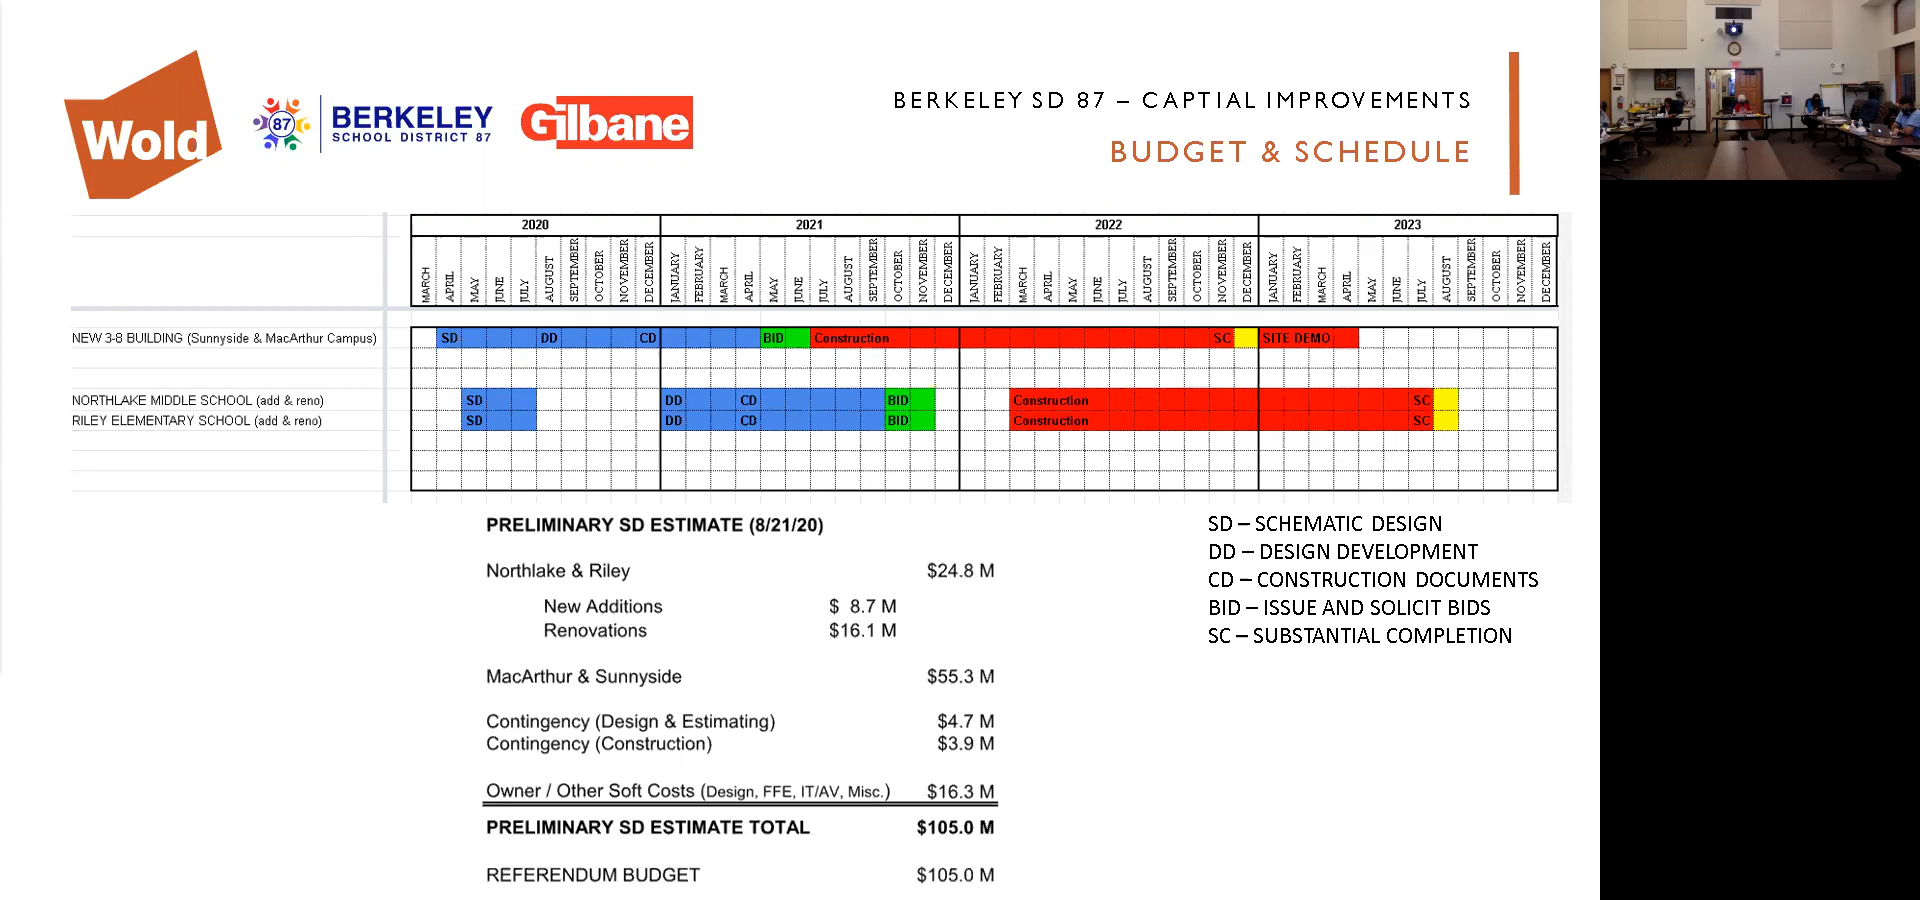 Wold
87
BERKELEY
SCHOOL DISTRICT 87
Gilbane
BERKELEY SD 87 – CAPTIAL IMPROVEMENTS
BUDGET & SCHEDULE
2020 2021 2022 2023
MARCH APRIL MAY JUNE JULY AUGUST SEPTEMBER OCTOBER NOVEMBER DECEMBER JANUARY FEBRUARY MARCH APRIL MAY JUNE JULY AUGUST SEPTEMBER OCTOBER NOVEMBER DECEMBER JANUARY FEBRUARY MARCH APRIL MAY JUNE JULY AUGUST SEPTEMBER OCTOBER NOVEMBER DECEMBER JANUARY FEBRUARY MARCH APRIL MAY JUNE JULY AUGUST SEPTEMBER OCTOBER NOVEMBER DECEMBER
NEW 3-8 BUILDING (Sunnyside & MacArthur Campus) SD DD CD BID Construction SC SITE DEMO
NORTHLAKE MIDDLE SCHOOL (add & reno) SD DD CD BID Construction SC
RILEY ELEMENTARY SCHOOL (add & reno) SD DD CD BID Construction SC
PRELIMINARY SD ESTIMATE (8/21/20)
Northlake & Riley $24.8 M
New Additions $ 8.7 M
Renovations $16.1 M
MacArthur & Sunnyside $55.3 M
Contingency (Design & Estimating) $4.7 M
Contingency (Construction) $3.9 M
Owner / Other Soft Costs (Design, FFE, IT/AV, Misc.) $16.3 M
PRELIMINARY SD ESTIMATE TOTAL $105.0 M
REFERENDUM BUDGET $105.0 M
SD – SCHEMATIC DESIGN
DD – DESIGN DEVELOPMENT
CD – CONSTRUCTION DOCUMENTS
BID – ISSUE AND SOLICIT BIDS
SC – SUBSTANTIAL COMPLETION